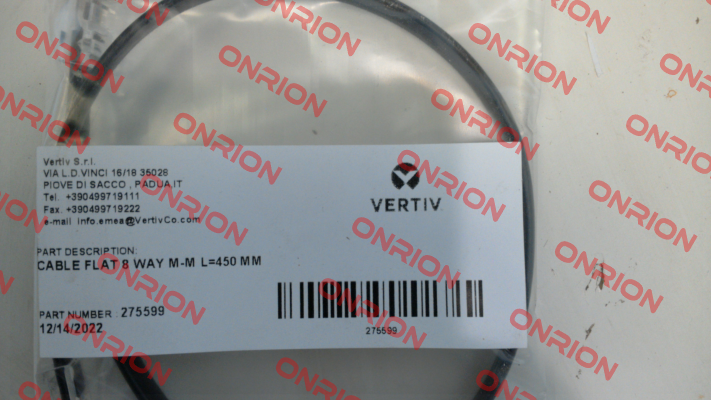 Vertiv S.r.l.
VIA L.D.VINCI 16/18 35028
PIOVE DI SACCO , PADUA,IT
Tel. +390499719111
Fax. +390499719222
e-mail info.emea@VertivCo.com
VERTIV
PART DESCRIPTION:
CABLE FLAT 8 WAY M-M L=450 MM
PART NUMBER : 275599
12/14/2022
275599
ONRION